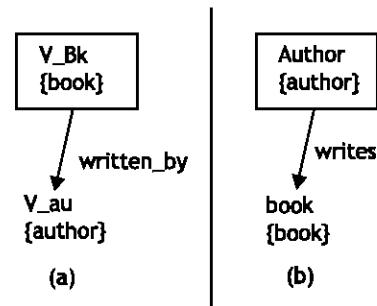 V_Bk
{book}
written_by
V_au
{author}
(a)
Author
{author}
writes
book
{book}
(b)